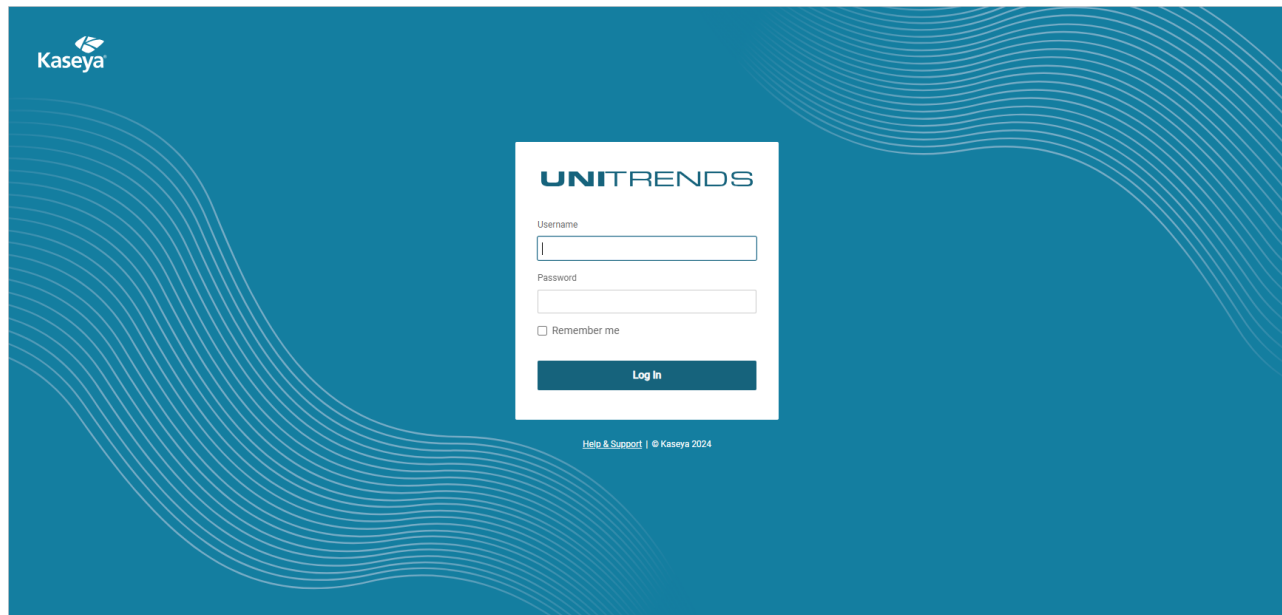 Kaseya
UNITRENDS
Username
Password
Remember me
Log In
Help & Support | © Kaseya 2024